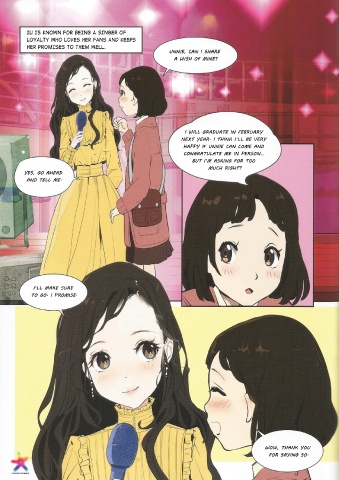 IU IS KNOWN FOR BEING A SINGER OF
LOYALTY WHO LOVES HER FANS AND KEEPS
HER PROMISES TO THEM WELL.
UNNIE, CAN I SHARE
A WISH OF MINE?
YES, GO AHEAD
AND TELL ME.
I WILL GRADUATE IN FEBRUARY
NEXT YEAR. I THINK I'LL BE VERY
HAPPY IF UNNIE CAN COME AND
CONGRATULATE ME IN PERSON...
BUT I'M ASKING FOR TOO
MUCH RIGHT?
I'LL MAKE SURE
TO GO. I PROMISE.
WOW, THANK YOU
FOR SAYING SO.